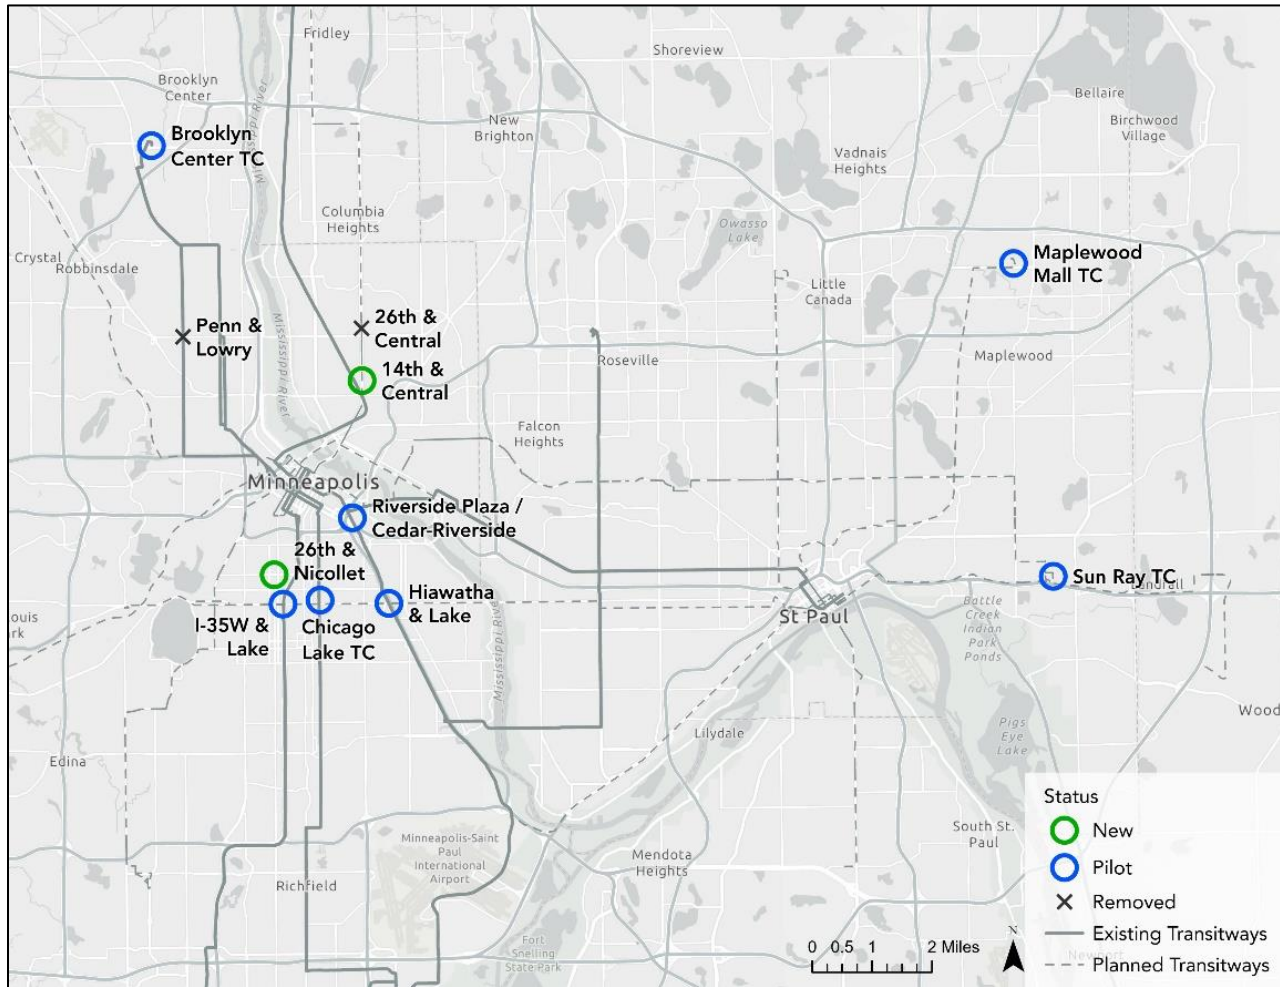 Fridley
Shoreview
Brooklyn
Center
Bellaire
Birchwood
Village
New
Brighton
Mississippi River
Brooklyn
Center TC
Vadnais
Heights
Columbia
Heights
Owasso
Lake
Crystal
Robbinsdale
Maplewood
Mall TC
Little
Canada
Penn &
Lowry
26th &
Central
Mississippi River
Roseville
Maplewood
14th &
Central
Falcon
Heights
Minneapolis
Riverside Plaza /
Cedar-Riverside
26th &
Nicollet
Sun Ray TC
Landfall
Hiawatha
& Lake
I-35W &
Lake
Chicago
Lake TC
St Paul
Battle
Creek
Indian
Park
Ponds
ouis
ark
Mississippi River
Wood
Pigs
Eye
Lake
Lilydale
Edina
Status
New
Pilot
Removed
Existing Transitways
Planned Transitways
South St.
Paul
Minneapolis-Saint
Paul
International
Airport
Mendota
Heights
Richfield
Fort
Snelling
State Park
0 0.5 1 2 Miles
N